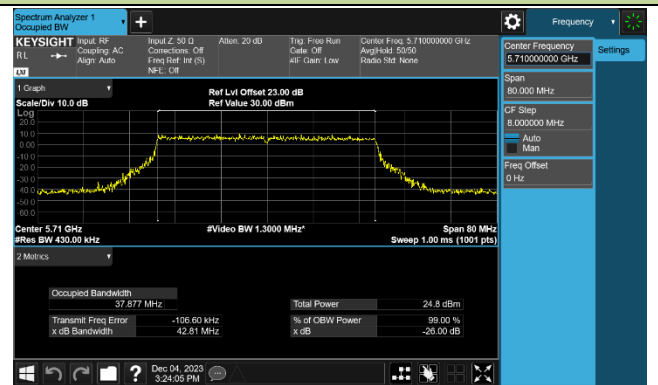 Spectrum Analyzer 1
Occupied BW
+
Frequency
KEYSIGHT
RL
LXI
Input: RF
Coupling: AC
Align: Auto
Input Z: 50 Ω
Corrections: Off
Freq Ref: Int (S)
NFE: Off
Atten: 20 dB
Trig: Free Run
Gate: Off
#IF Gain: Low
Center Freq: 5.710000000 GHz
Avg|Hold: 50/50
Radio Std: None
Center Frequency
5.710000000 GHz
Settings
Span
80.000 MHz
CF Step
8.000000 MHz
Auto
Man
Freq Offset
0 Hz
1 Graph
Scale/Div 10.0 dB
Ref Lvl Offset 23.00 dB
Ref Value 30.00 dBm
Log
20.0
10.0
0.00
-10.0
-20.0
-30.0
-40.0
-50.0
-60.0
Center 5.71 GHz
#Res BW 430.00 kHz
#Video BW 1.3000 MHz*
Span 80 MHz
Sweep 1.00 ms (1001 pts)
2 Metrics
Occupied Bandwidth
37.877 MHz
Total Power 24.8 dBm
Transmit Freq Error -106.60 kHz
% of OBW Power 99.00 %
x dB Bandwidth 42.81 MHz
x dB -26.00 dB
?
Dec 04, 2023
3:24:05 PM